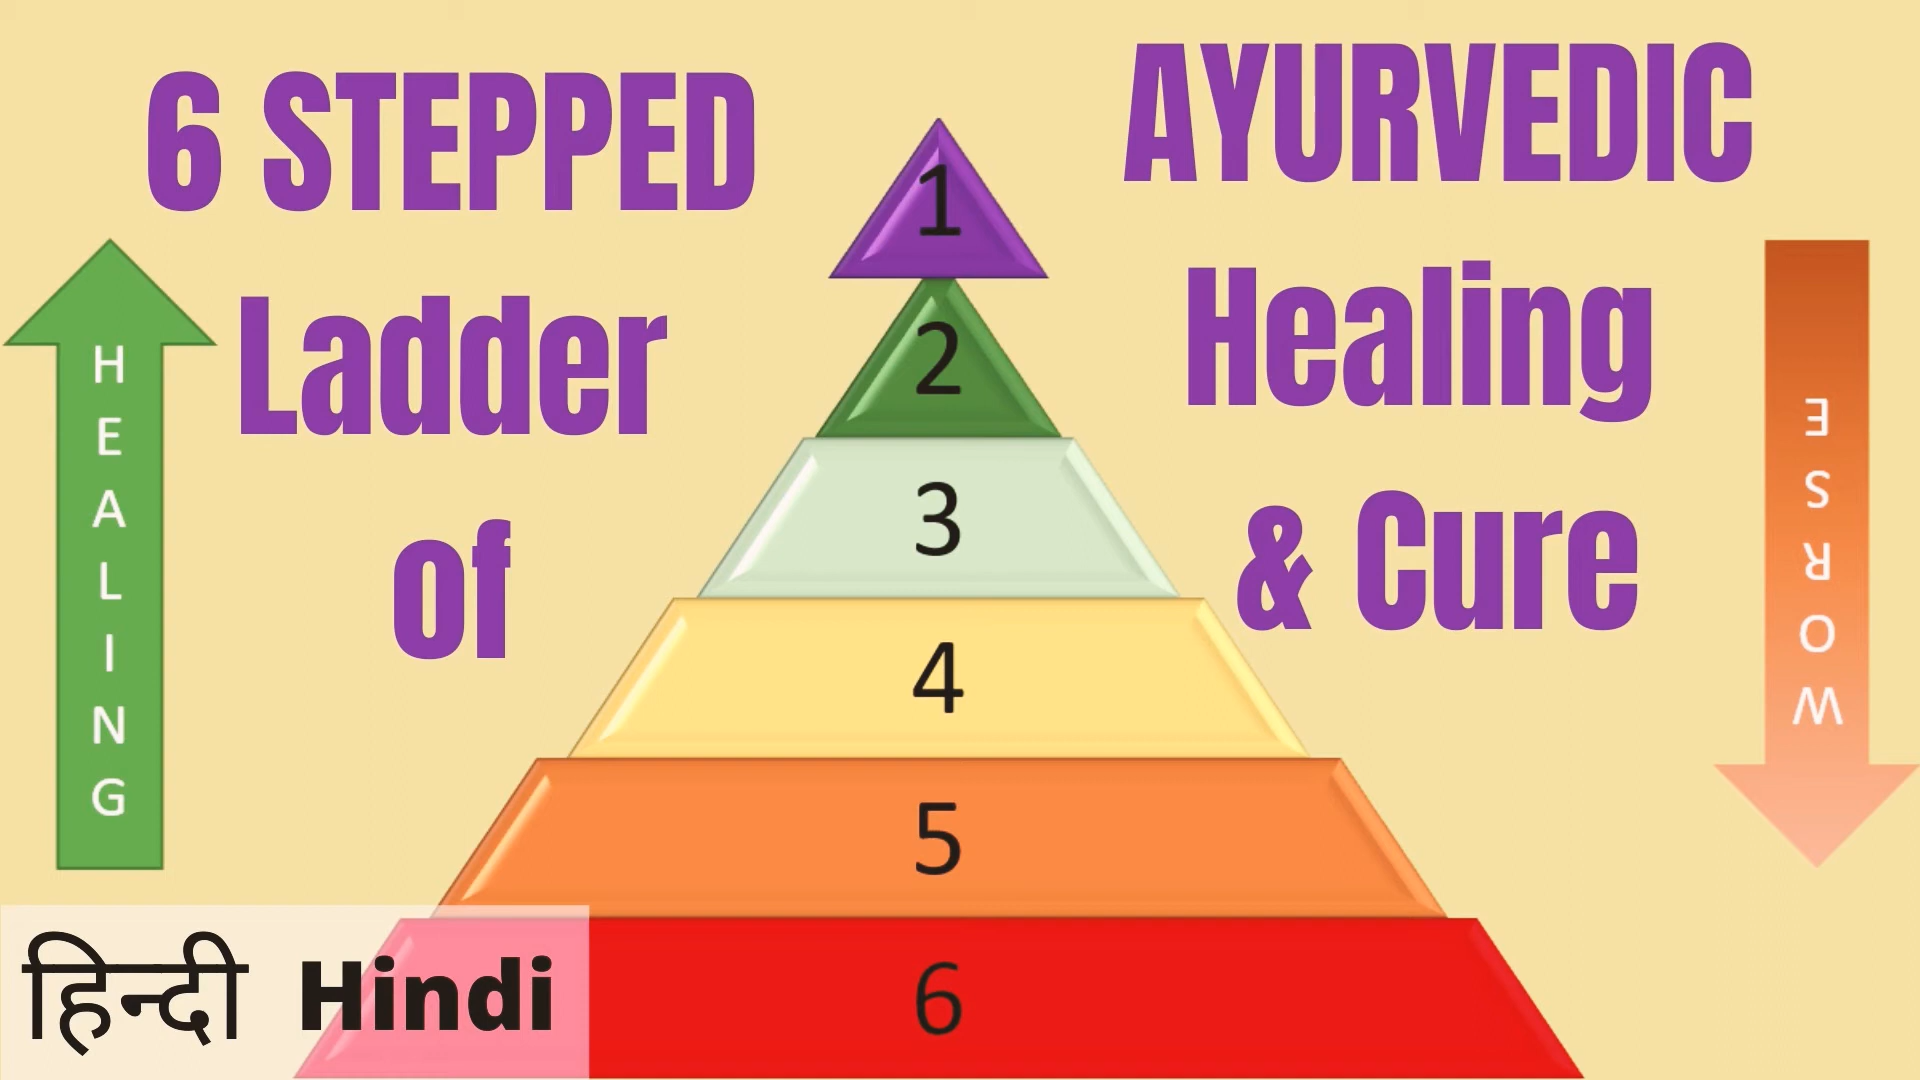 6 STEPPED
Ladder
of
AYURVEDIC
Healing
& Cure
HEALING
WORSE
1
2
3
4
5
6
हिन्दी Hindi